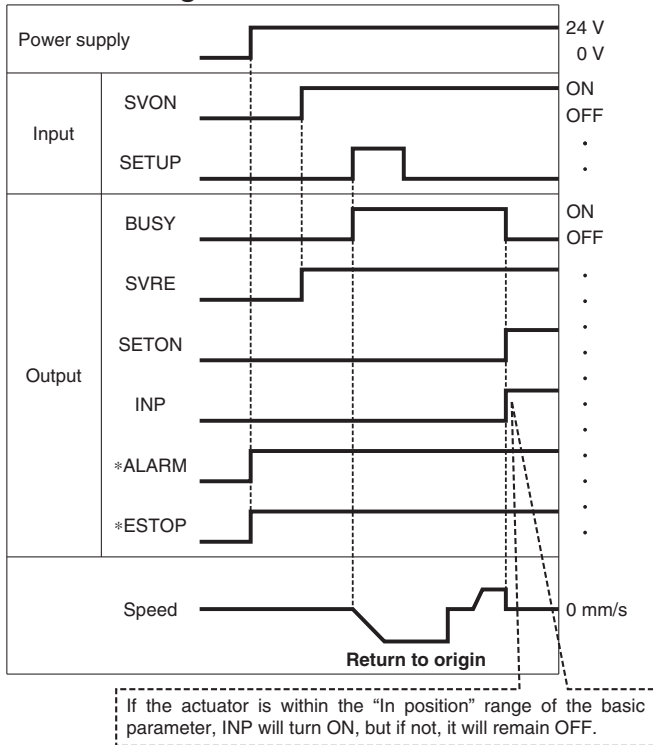 Power supply
24 V
0 V
Input
SVON
ON
OFF
SETUP
Output
BUSY
ON
OFF
SVRE
SETON
INP
*ALARM
*ESTOP
Speed
0 mm/s
Return to origin
If the actuator is within the “In position” range of the basic
parameter, INP will turn ON, but if not, it will remain OFF.